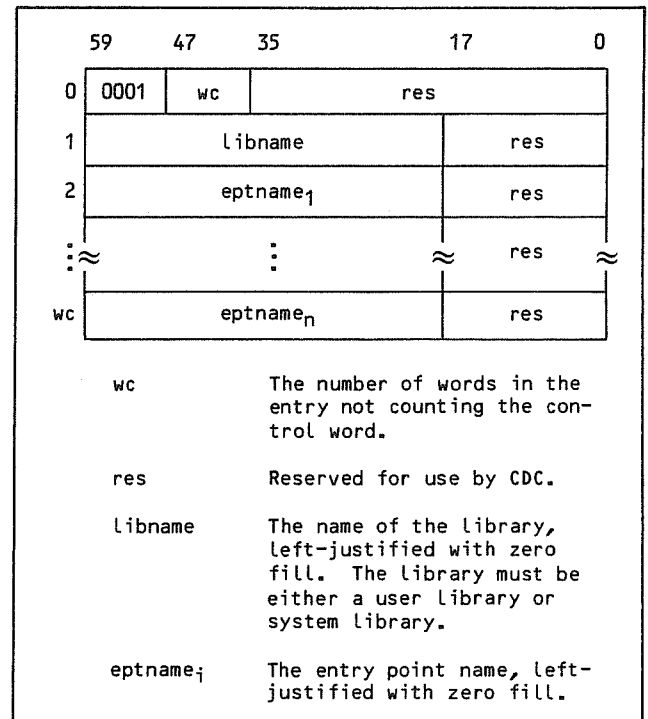 59 47 35 17 0
0 0001 wc res
1 libname res
2 eptname₁ res
⋮ ≈ ⋮ ≈ res ≈
wc eptnameₙ res
wc The number of words in the
entry not counting the con-
trol word.
res Reserved for use by CDC.
libname The name of the library,
left-justified with zero
fill. The library must be
either a user library or
system library.
eptnameᵢ The entry point name, left-
justified with zero fill.